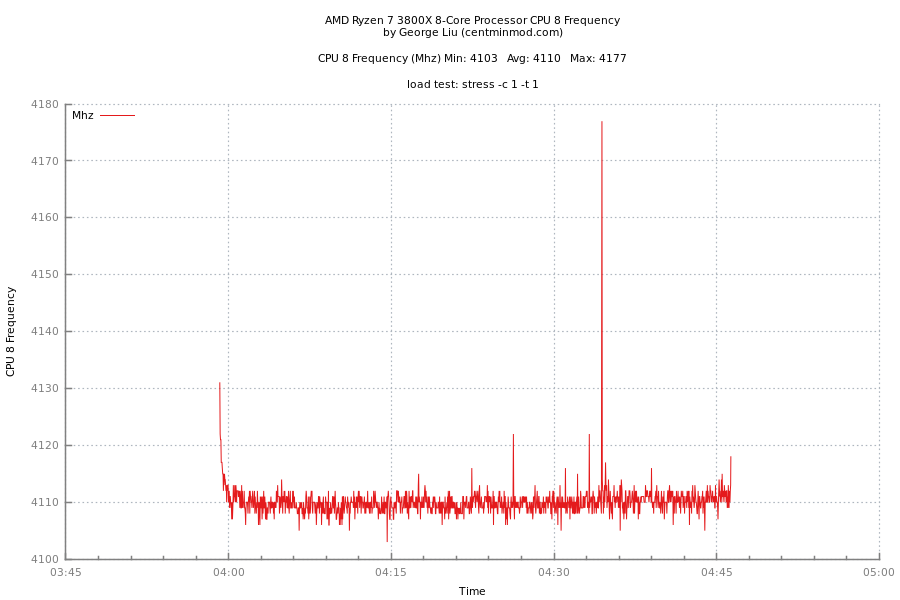 AMD Ryzen 7 3800X 8-Core Processor CPU 8 Frequency
by George Liu (centminmod.com)
CPU 8 Frequency (Mhz) Min: 4103 Avg: 4110 Max: 4177
load test: stress -c 1 -t 1
Mhz
4180
4170
4160
4150
4140
4130
4120
4110
4100
CPU 8 Frequency
03:45
04:00
04:15
04:30
04:45
05:00
Time